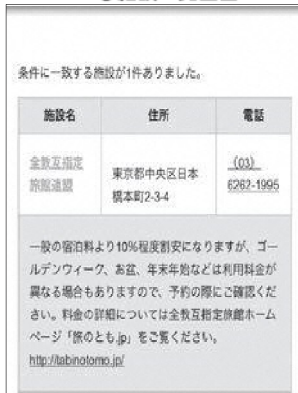 条件に一致する施設が1件ありました。
施設名 住所 電話
全教互指定
旅館連盟
東京都中央区日本
橋本町2-3-4
(03)
6262-1995
一般の宿泊料より10%程度割安になりますが、ゴー
ルデンウィーク、お盆、年末年始などは利用料金が
異なる場合もありますので、予約の際にご確認くだ
さい。料金の詳細については全教互指定旅館ホーム
ページ「旅のとも.jp」をご覧ください。
http://tabinotomo.jp/